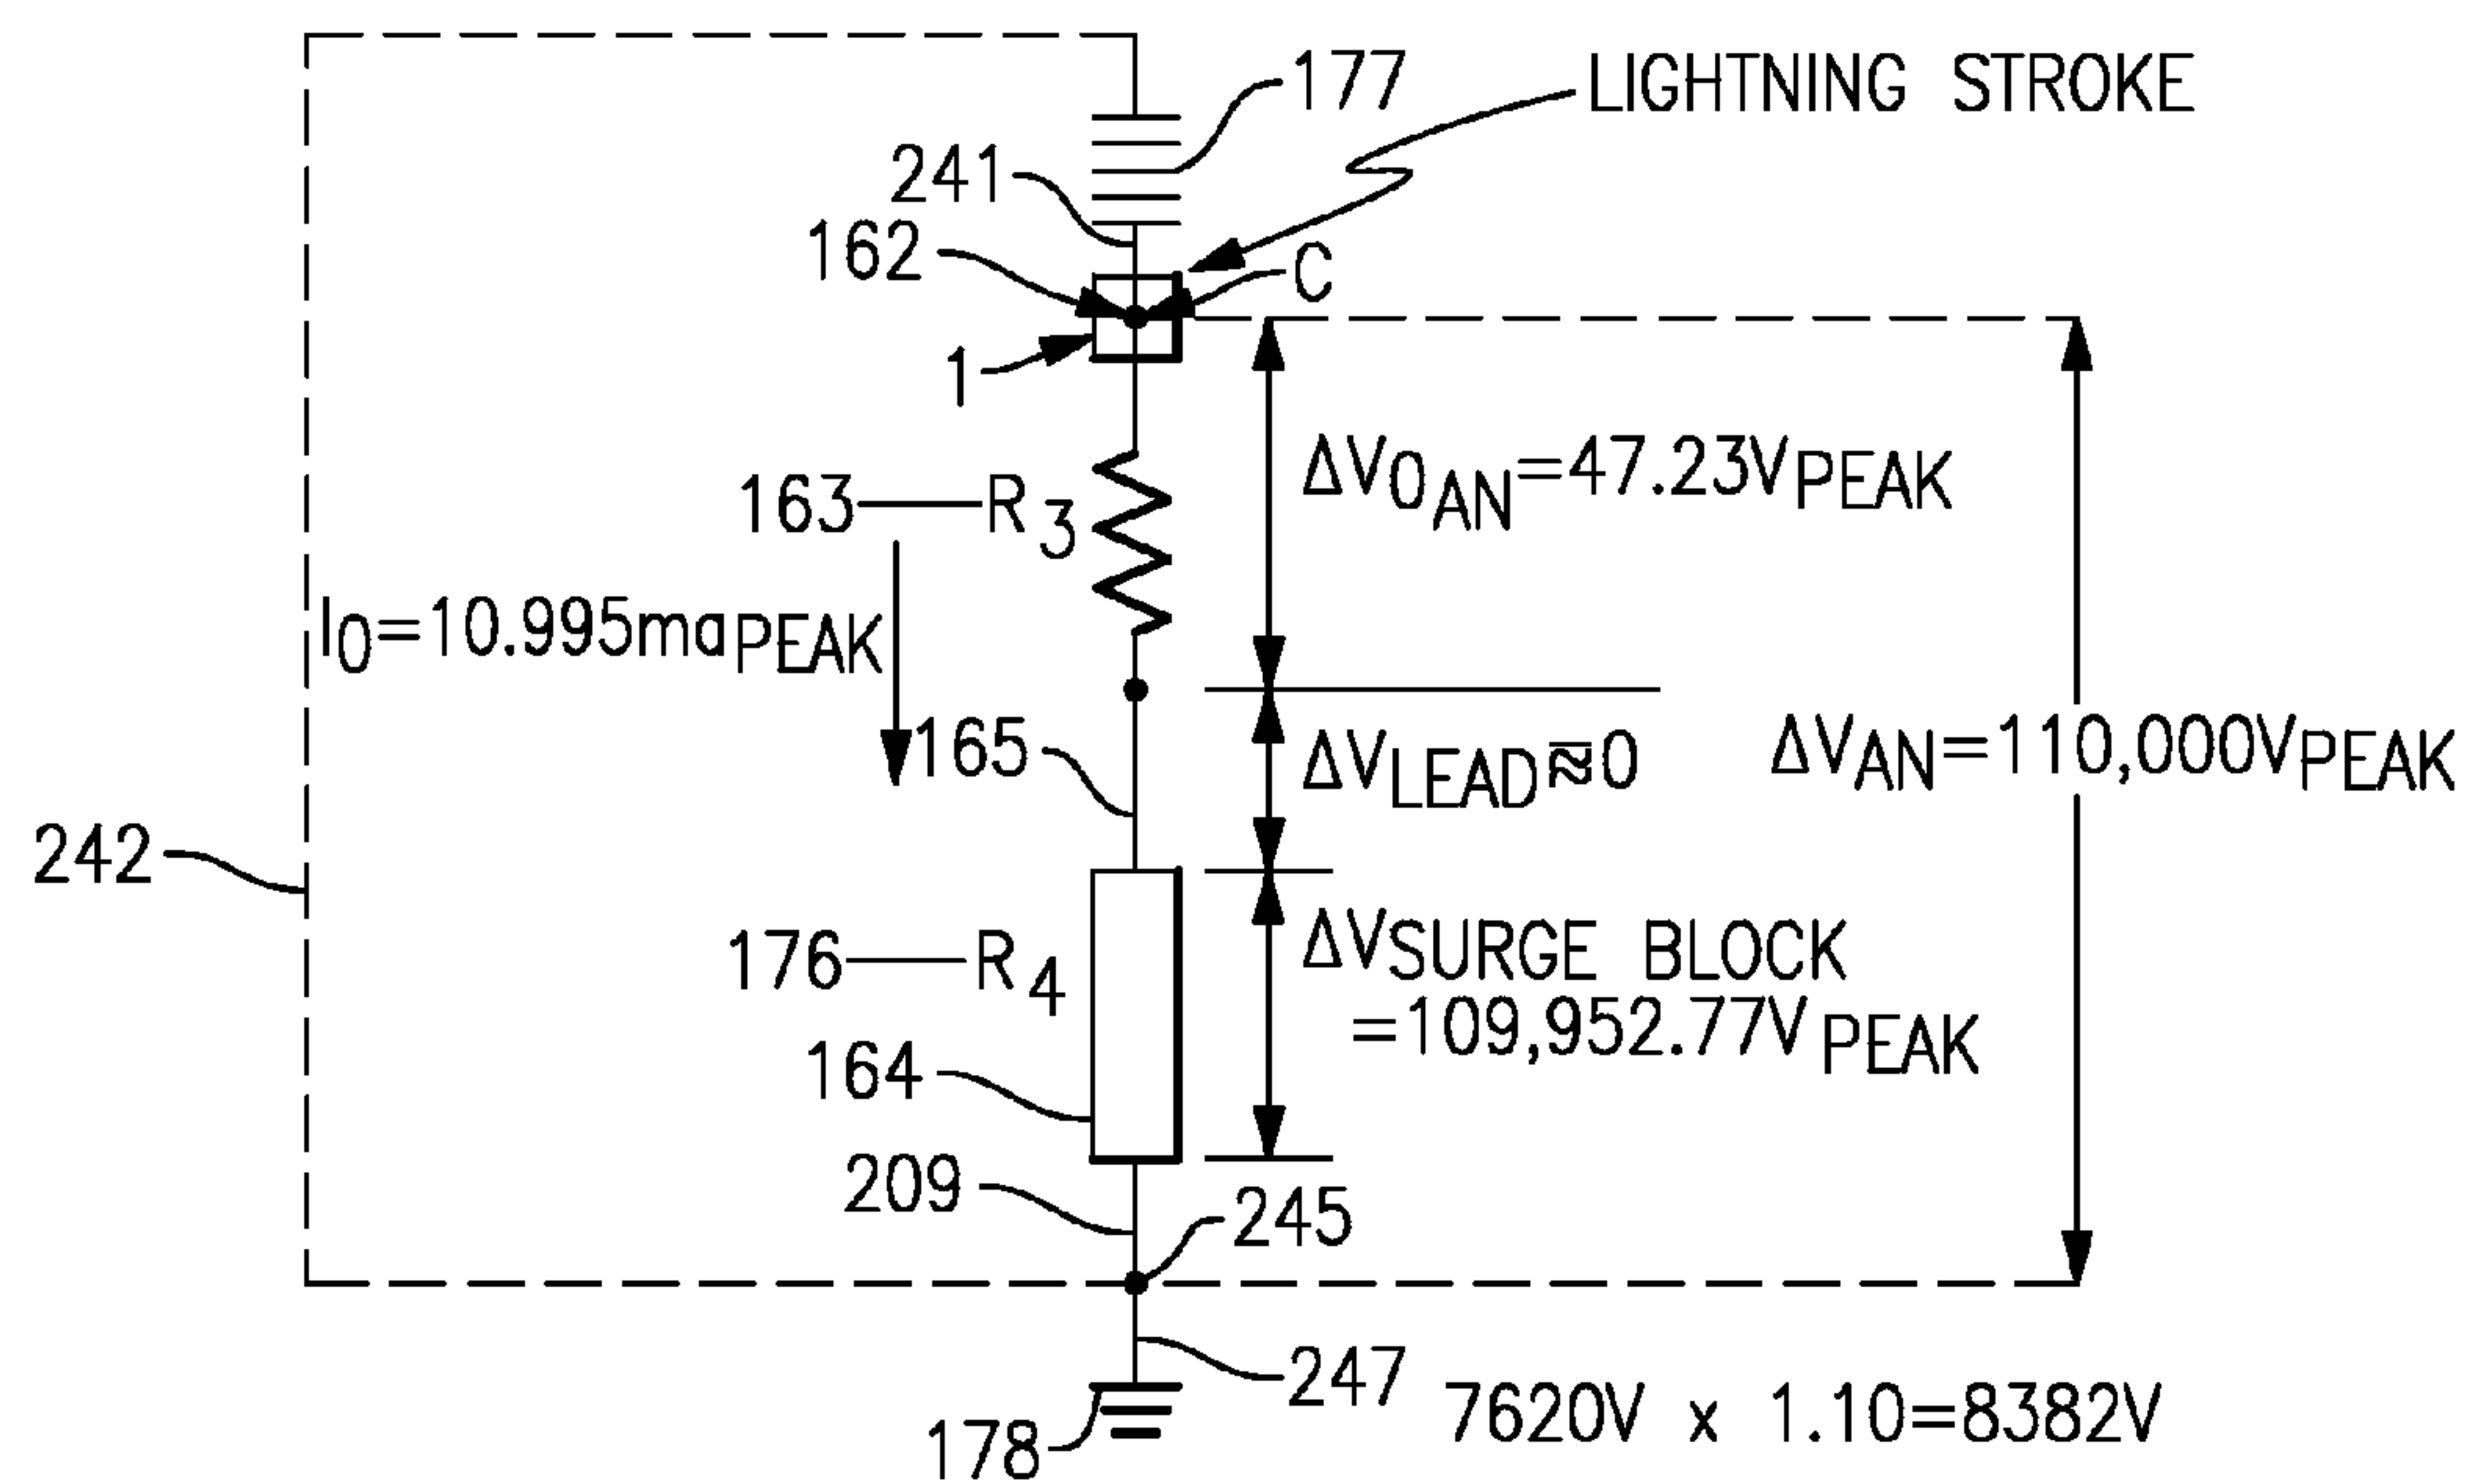 177
LIGHTNING STROKE
241
162
C
1
ΔV0AN=47.23VPEAK
163 R3
I0=10.995maPEAK
165
ΔVLEAD≈0
ΔVAN=110,000VPEAK
242
ΔVSURGE BLOCK
=109,952.77VPEAK
176 R4
164
209
245
247
7620V x 1.10=8382V
178